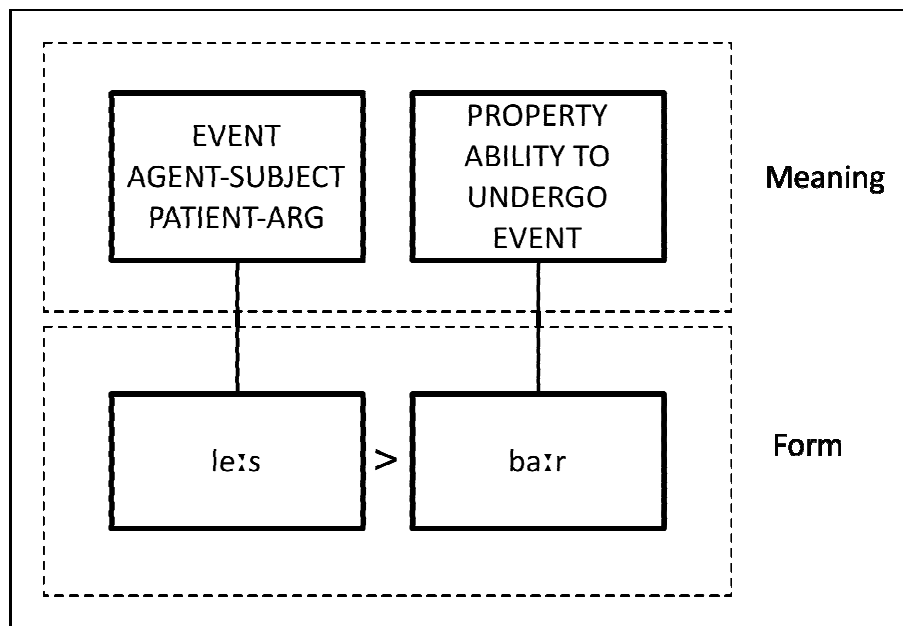 EVENT
AGENT-SUBJECT
PATIENT-ARG
PROPERTY
ABILITY TO
UNDERGO
EVENT
Meaning
leːs
>
baːr
Form